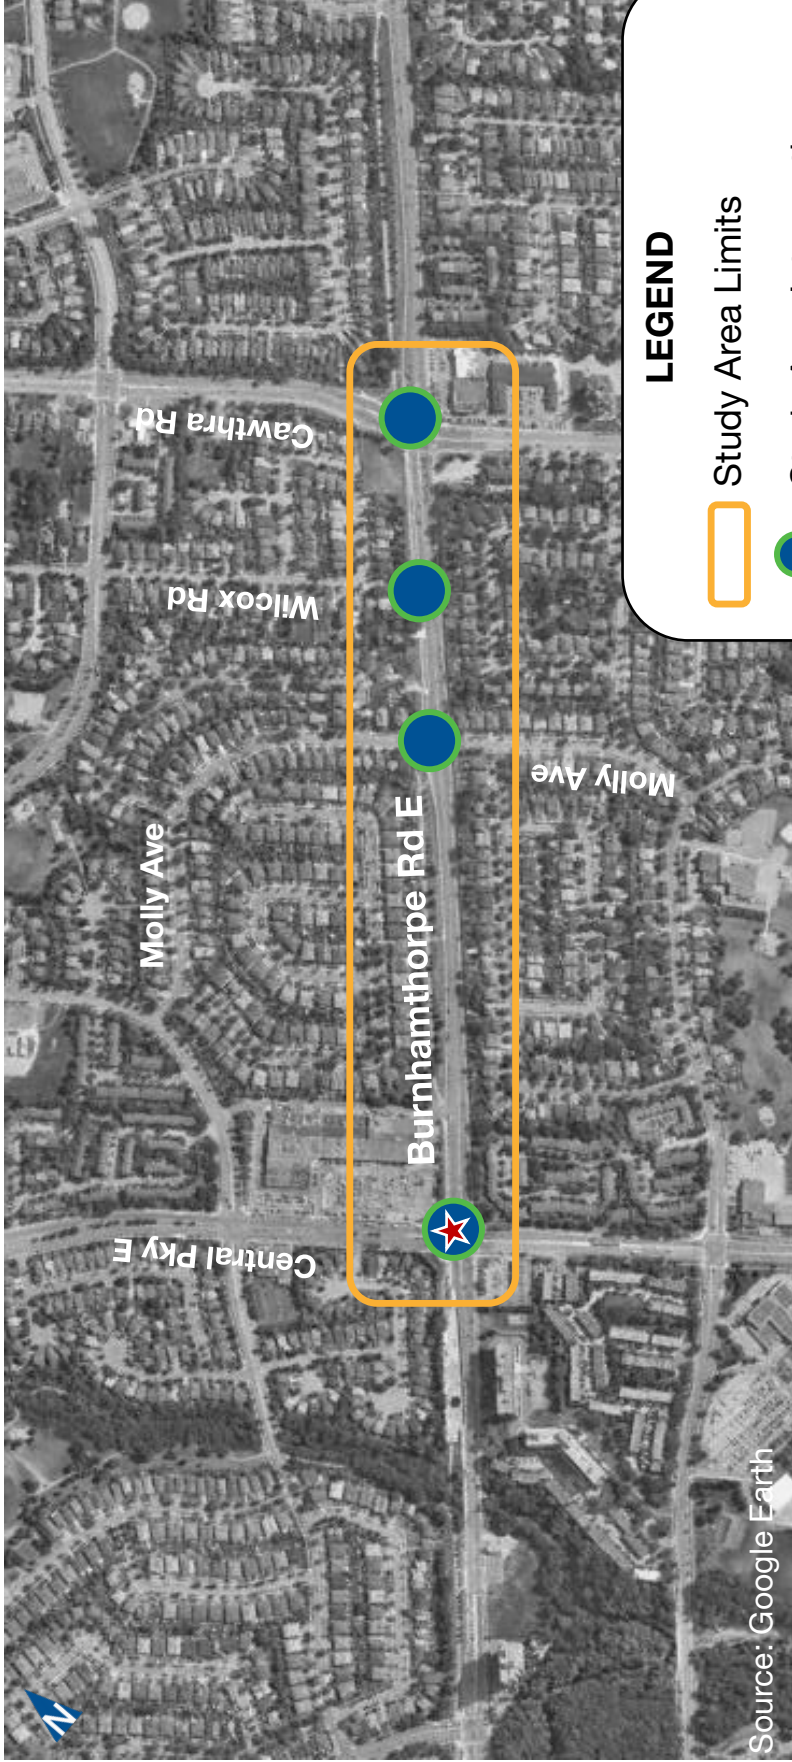 N
Molly Ave
Central Pky E
Wilcox Rd
Cawthra Rd
Burnhamthorpe Rd E
Molly Ave
LEGEND
Study Area Limits
Source: Google Earth